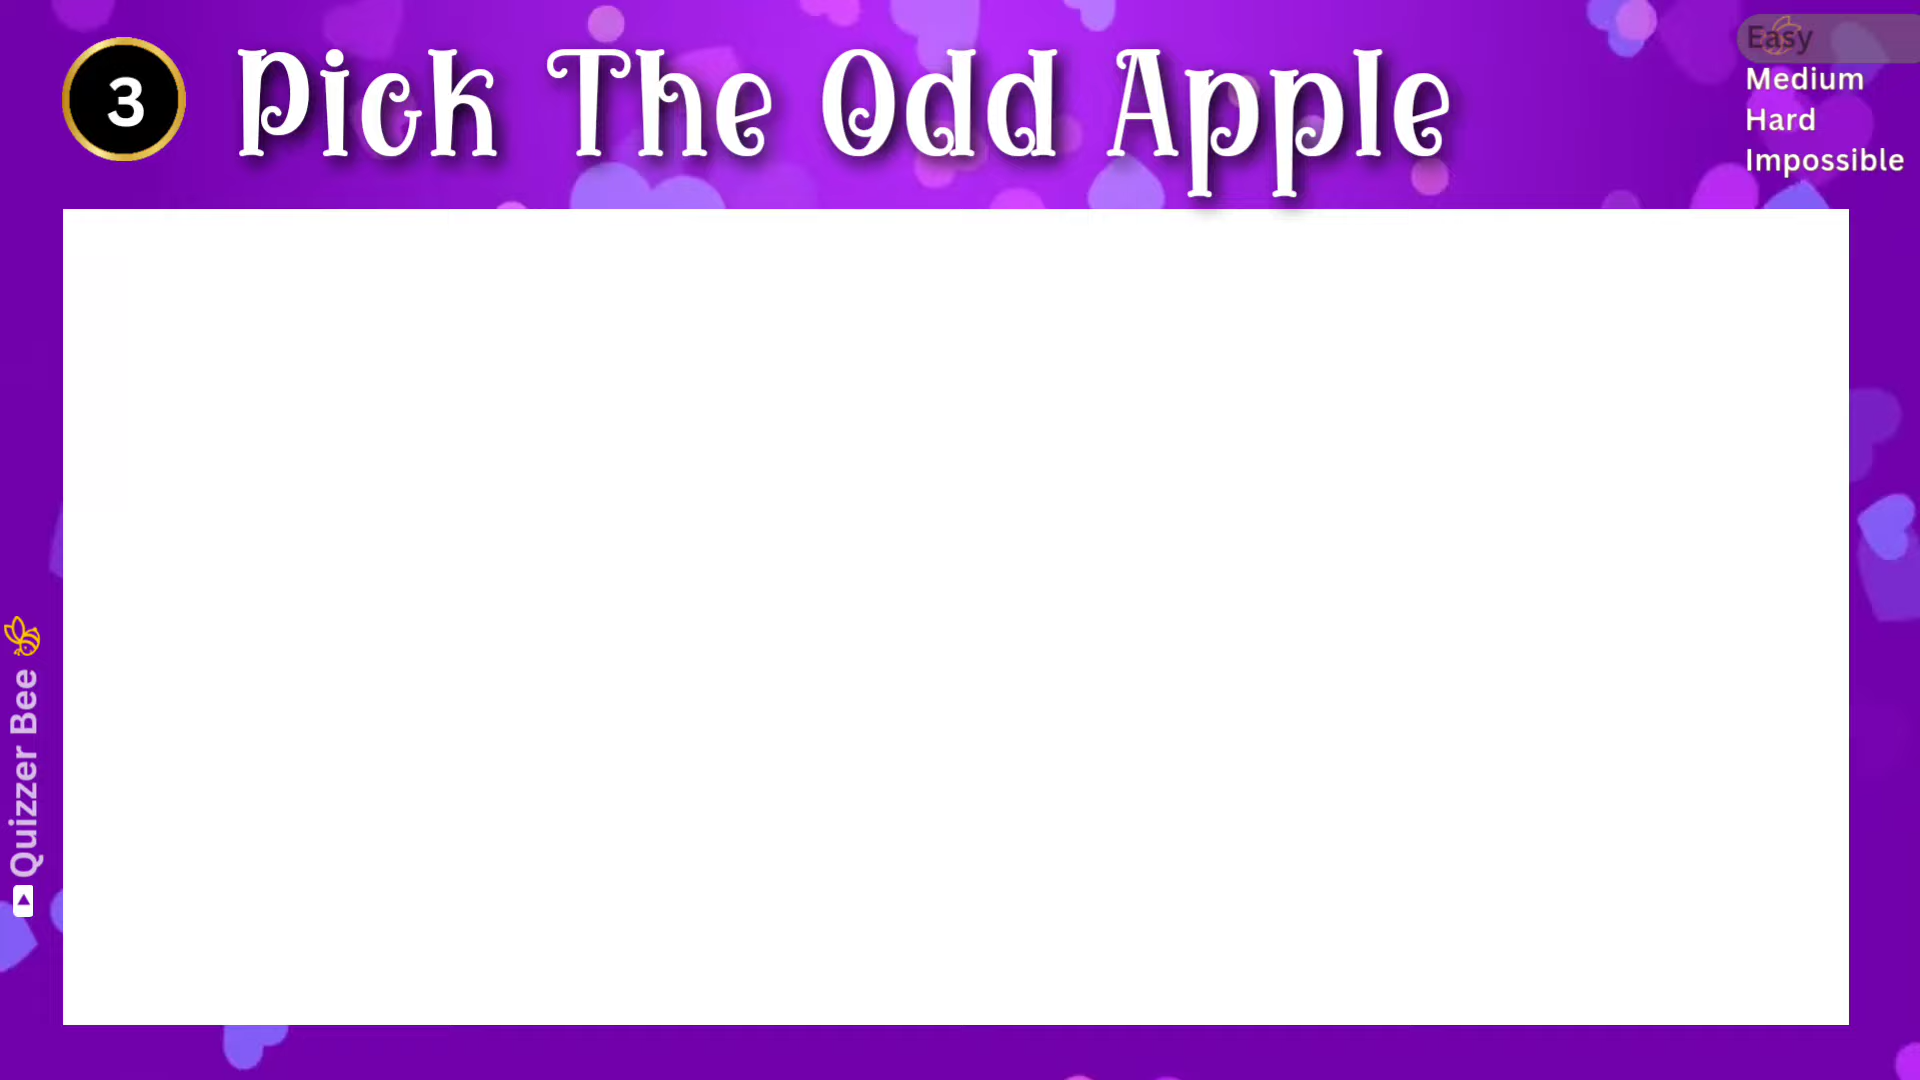 3
Pick The Odd Apple
Easy
Medium
Hard
Impossible
Quizzer Bee